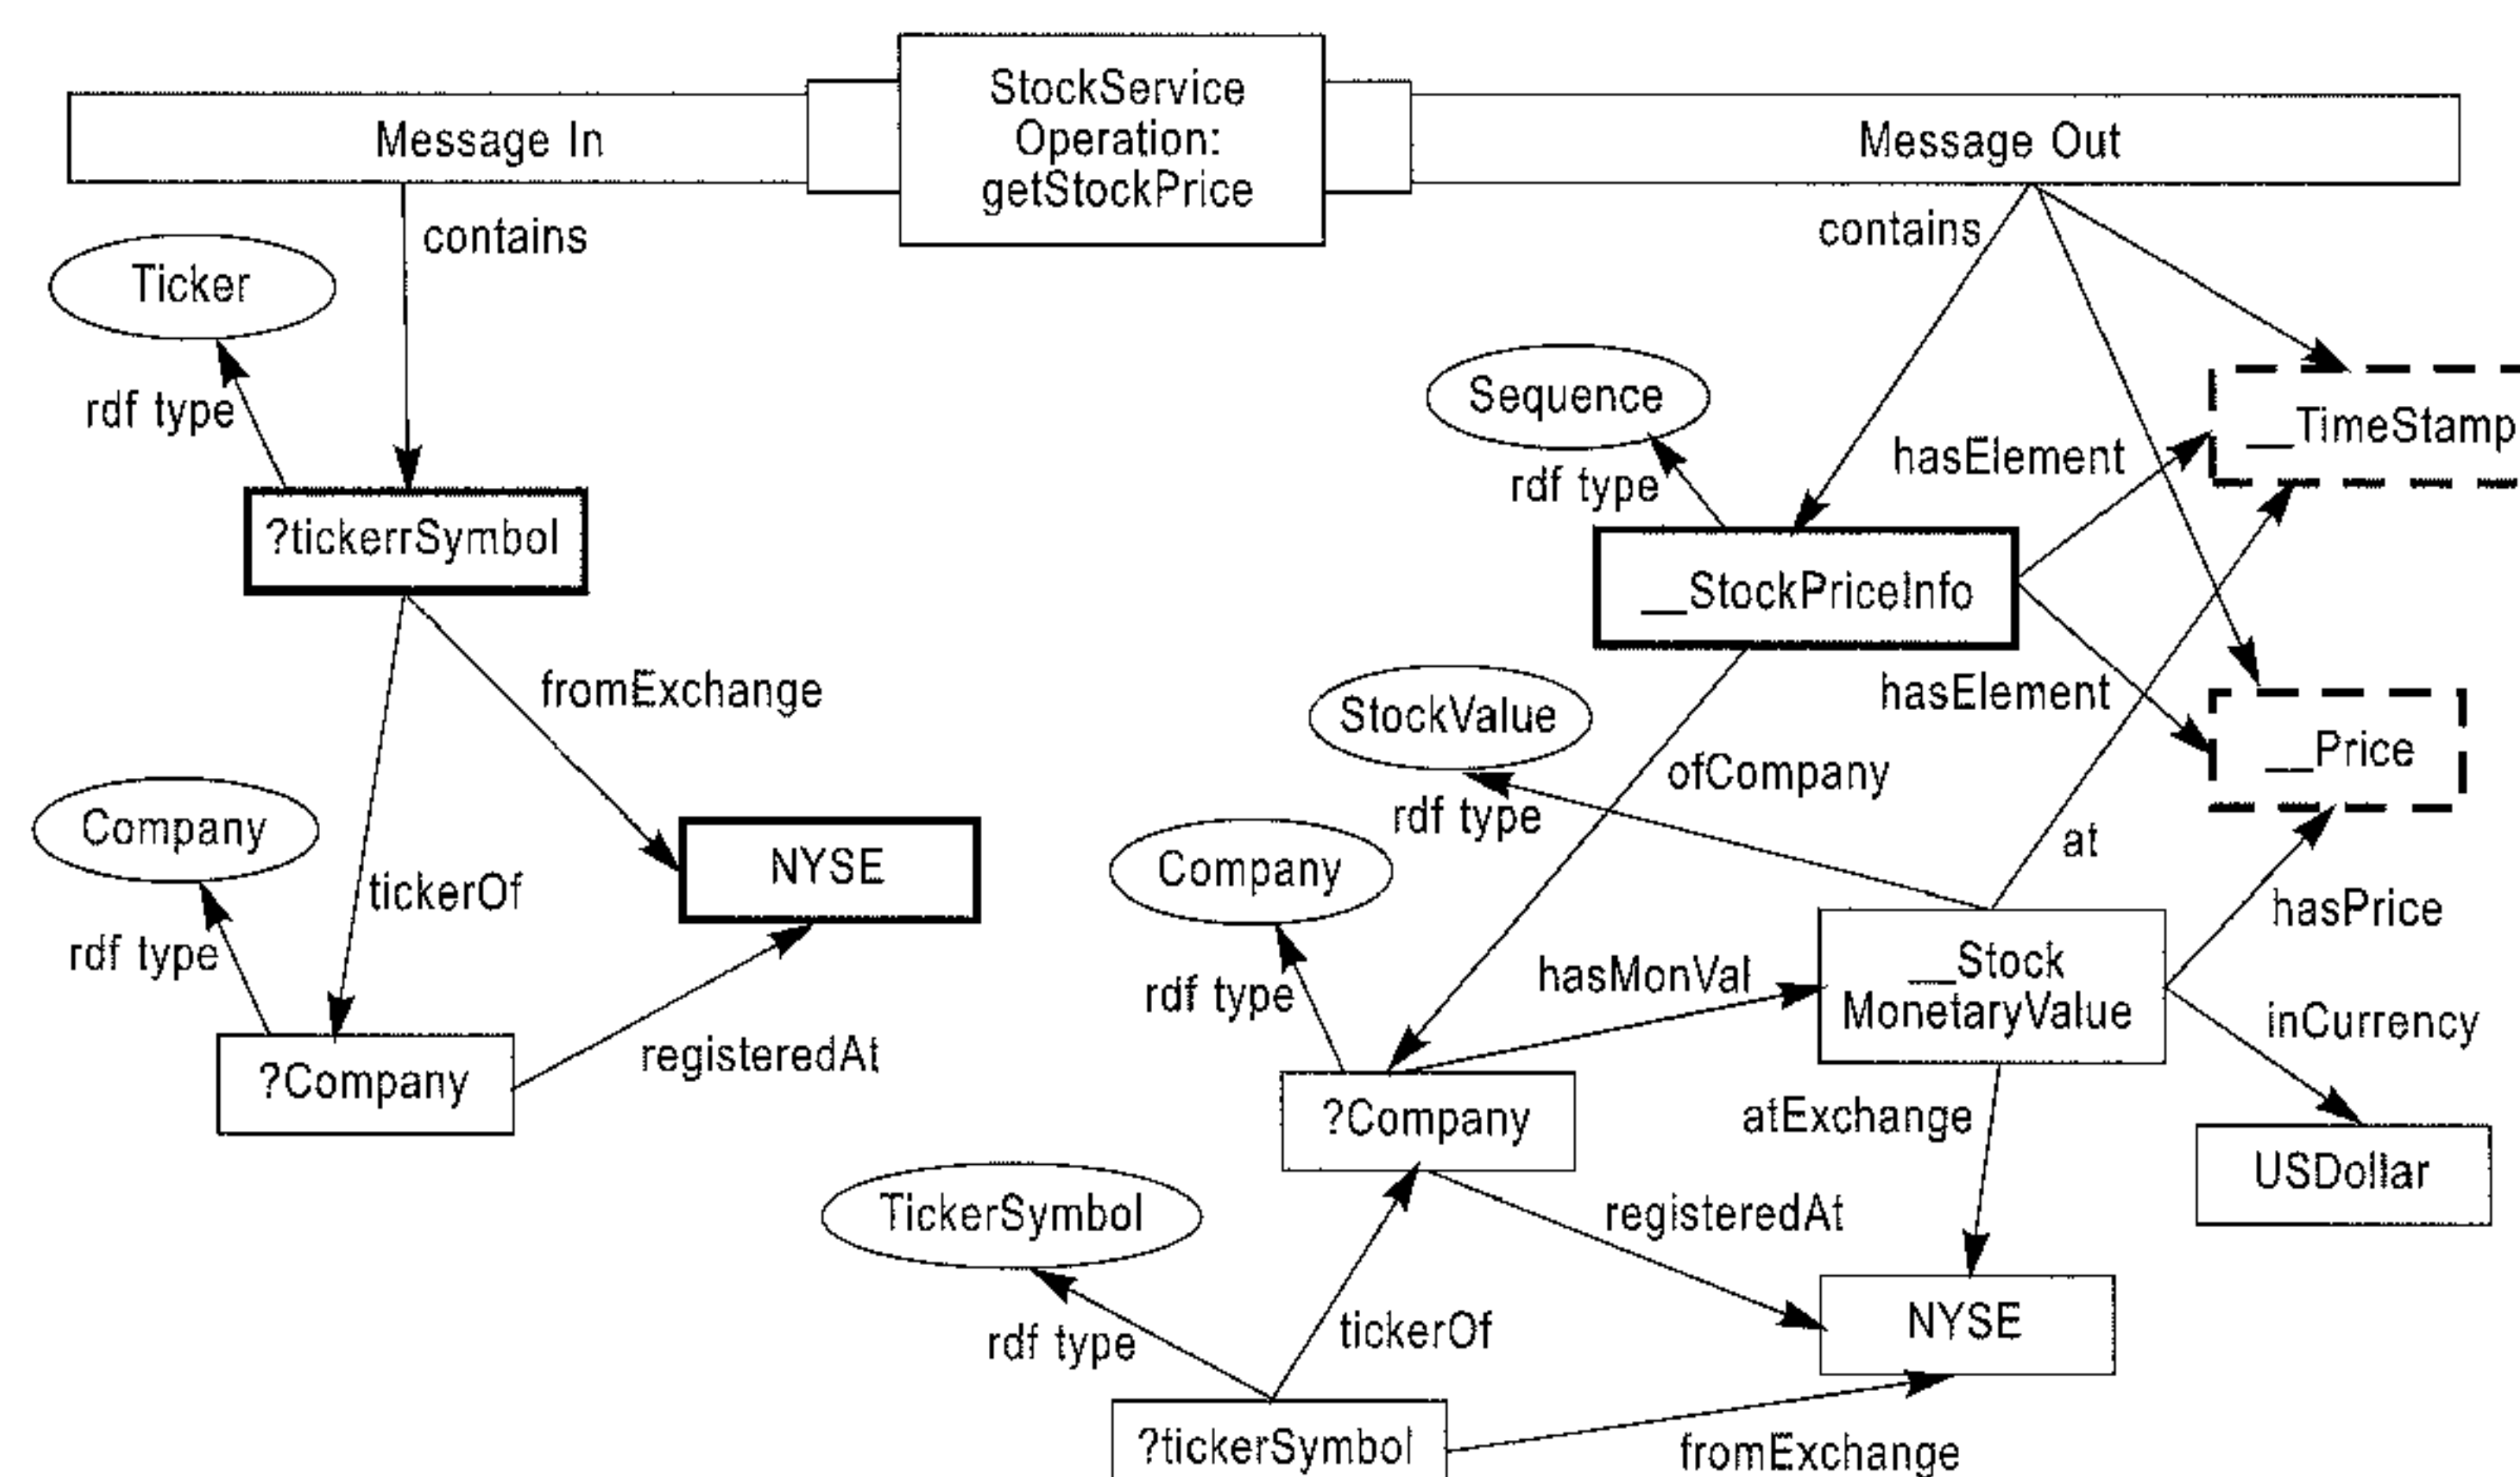 StockService
Operation:
getStockPrice
Message In
Message Out
contains
contains
Ticker
rdf type
Sequence
rdf type
hasElement
__TimeStamp
?tickerrSymbol
__StockPriceInfo
fromExchange
hasElement
StockValue
__Price
ofCompany
rdf type
Company
NYSE
tickerOf
Company
at
hasPrice
rdf type
rdf type
hasMonVal
__Stock
MonetaryValue
inCurrency
registeredAt
?Company
?Company
atExchange
USDollar
TickerSymbol
registeredAt
rdf type
tickerOf
NYSE
?tickerSymbol
fromExchange